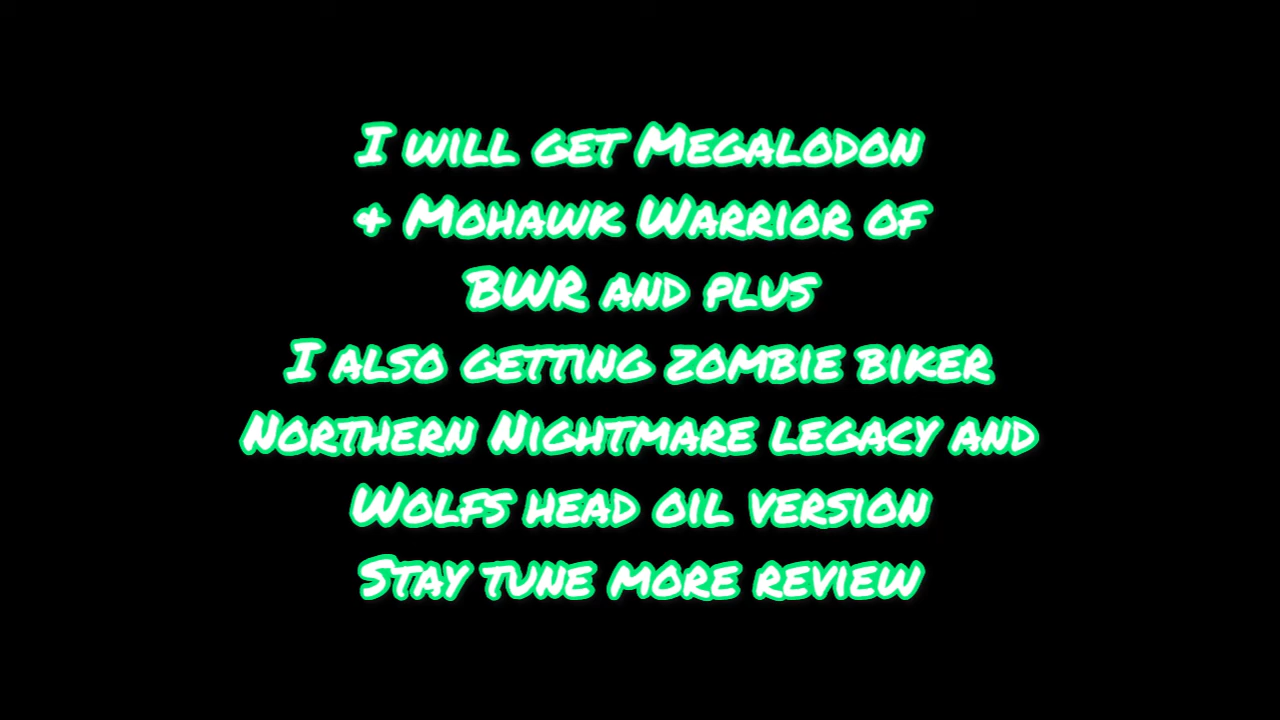 I will get Megalodon
& Mohawk Warrior of
BWR and plus
I also getting zombie biker
Northern Nightmare legacy and
Wolfs head oil version
Stay tune more review